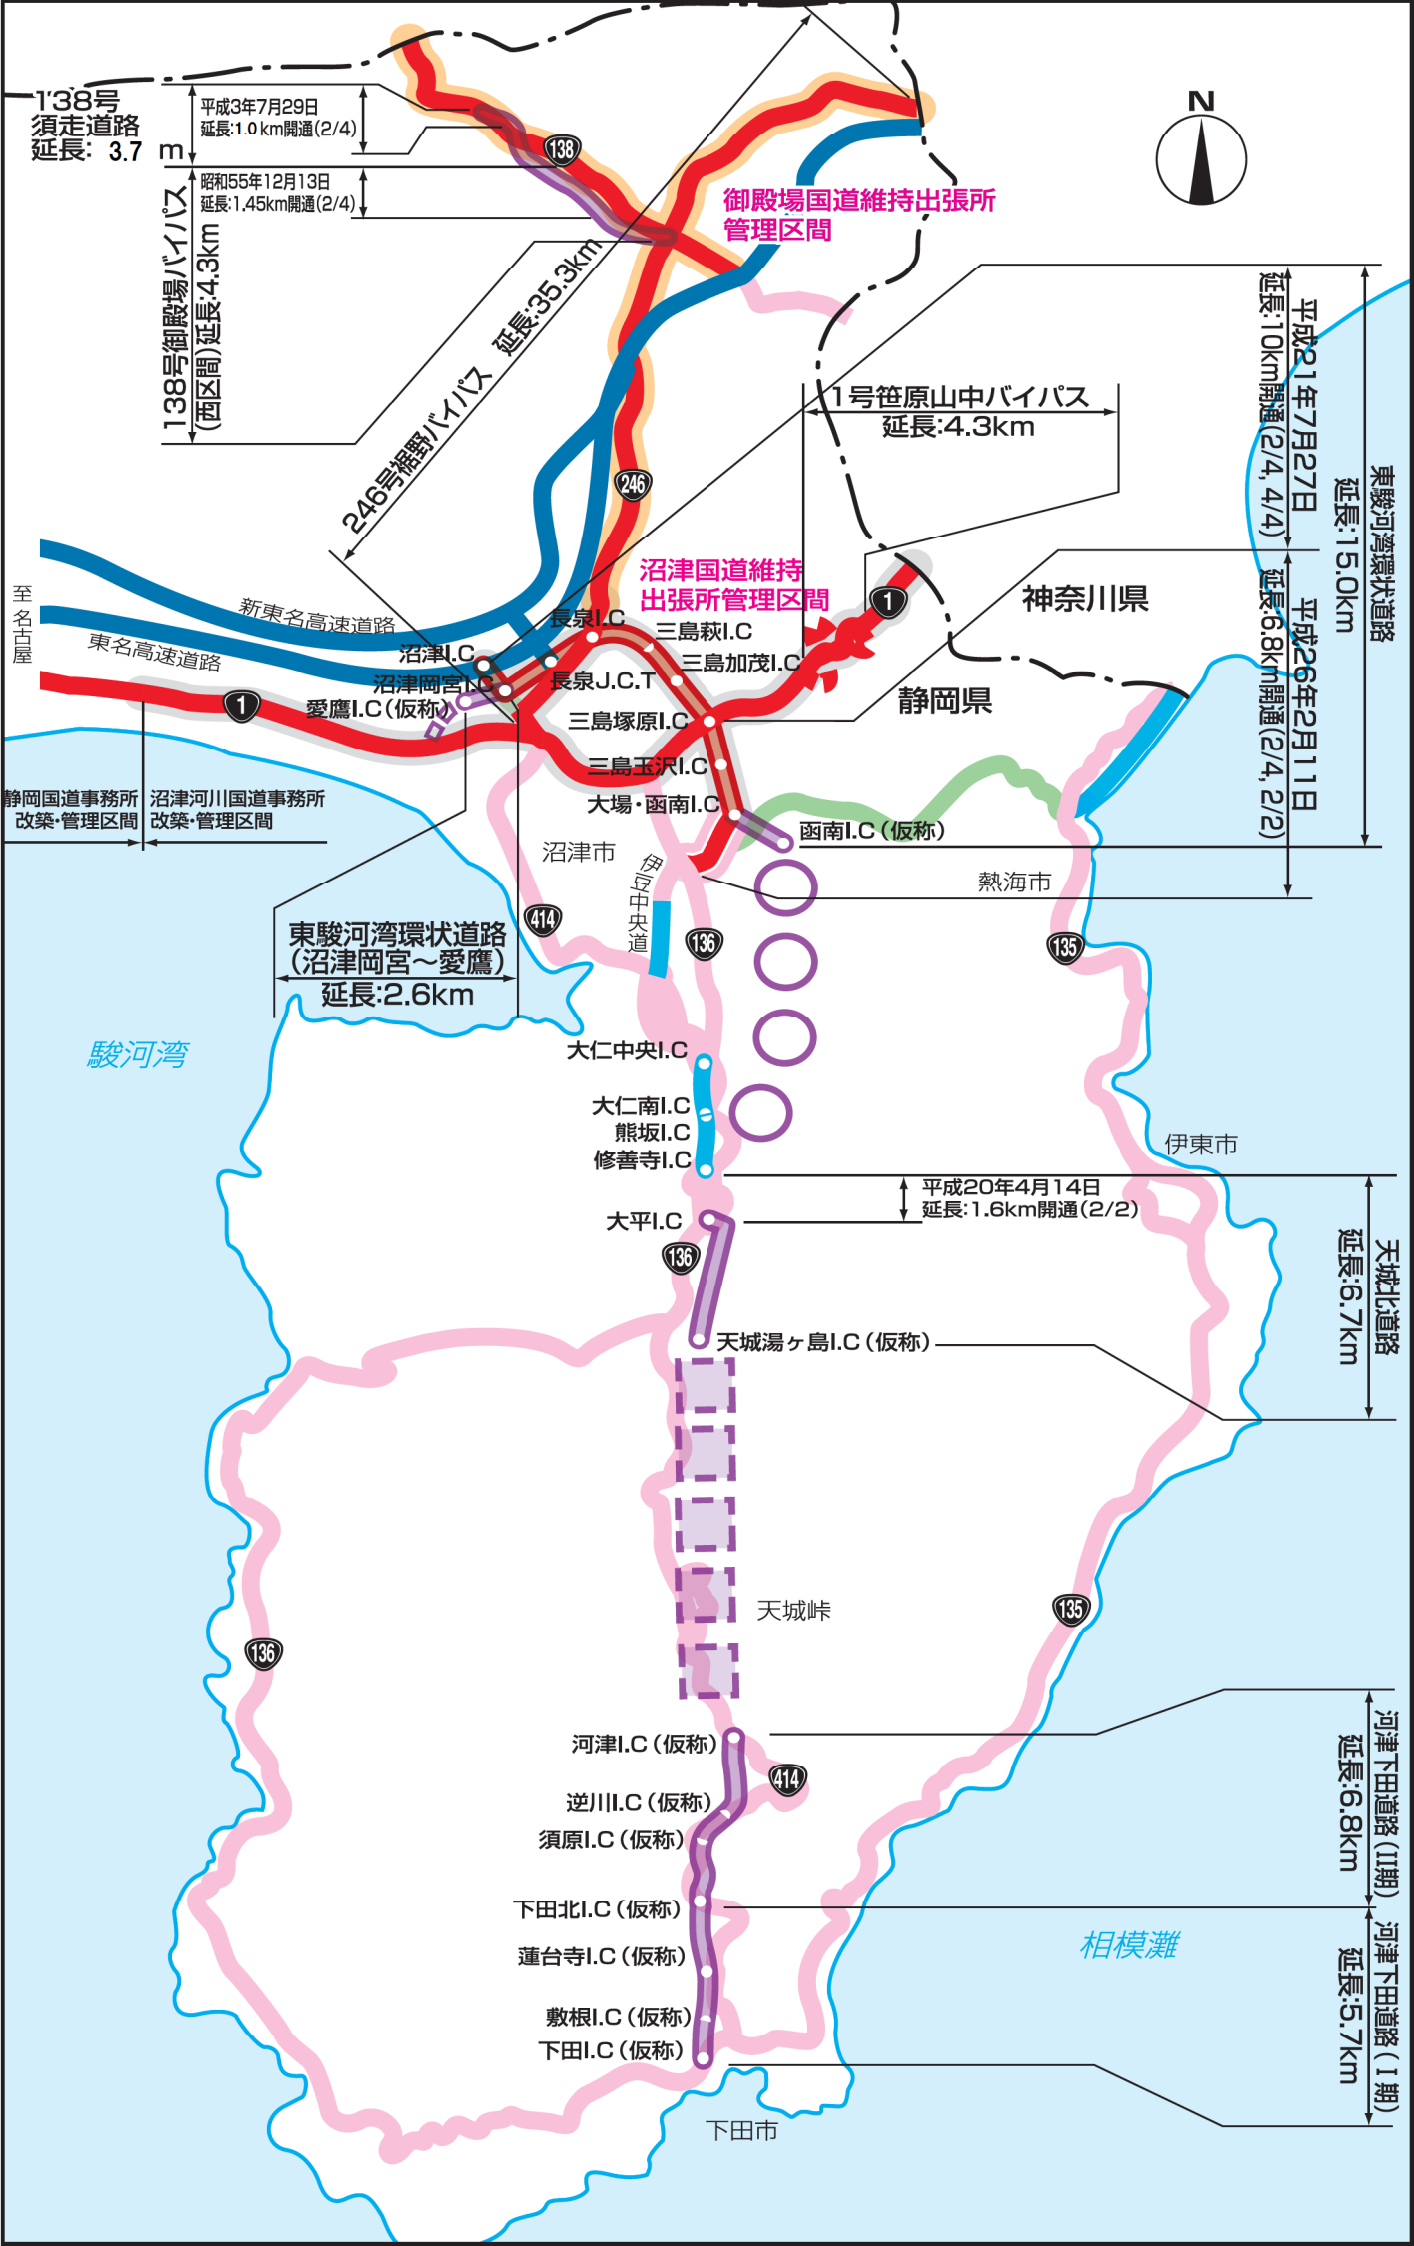 N
138号
須走道路
延長: 3.7 m
平成3年7月29日
延長:1.0km開通(2/4)
昭和55年12月13日
延長:1.45km開通(2/4)
138号御殿場バイパス
(西区間)延長:4.3km
138
御殿場国道維持出張所
管理区間
246号裾野バイパス 延長:35.3km
246
1号笹原山中バイパス
延長:4.3km
平成21年7月27日
延長:10km開通(2/4, 4/4)
東駿河湾環状道路
延長:15.0km
平成26年2月11日
延長:6.8km開通(2/4, 2/2)
沼津国道維持
出張所管理区間
神奈川県
静岡県
1
至 名古屋
新東名高速道路
東名高速道路
1
長泉I.C
三島萩I.C
沼津I.C
三島加茂I.C
沼津岡宮I.C
長泉J.C.T
愛鷹I.C(仮称)
三島塚原I.C
三島玉沢I.C
大場・函南I.C
函南I.C(仮称)
静岡国道事務所
改築・管理区間
沼津河川国道事務所
改築・管理区間
沼津市
伊豆中央道
熱海市
414
136
135
東駿河湾環状道路
(沼津岡宮～愛鷹)
延長:2.6km
駿河湾
大仁中央I.C
大仁南I.C
熊坂I.C
修善寺I.C
伊東市
平成20年4月14日
延長:1.6km開通(2/2)
大平I.C
136
天城北道路
延長:6.7km
天城湯ヶ島I.C(仮称)
天城峠
135
136
河津I.C(仮称)
414
逆川I.C(仮称)
須原I.C(仮称)
河津下田道路(II期)
延長:6.8km
下田北I.C(仮称)
蓮台寺I.C(仮称)
相模灘
敷根I.C(仮称)
下田I.C(仮称)
河津下田道路(I期)
延長:5.7km
下田市